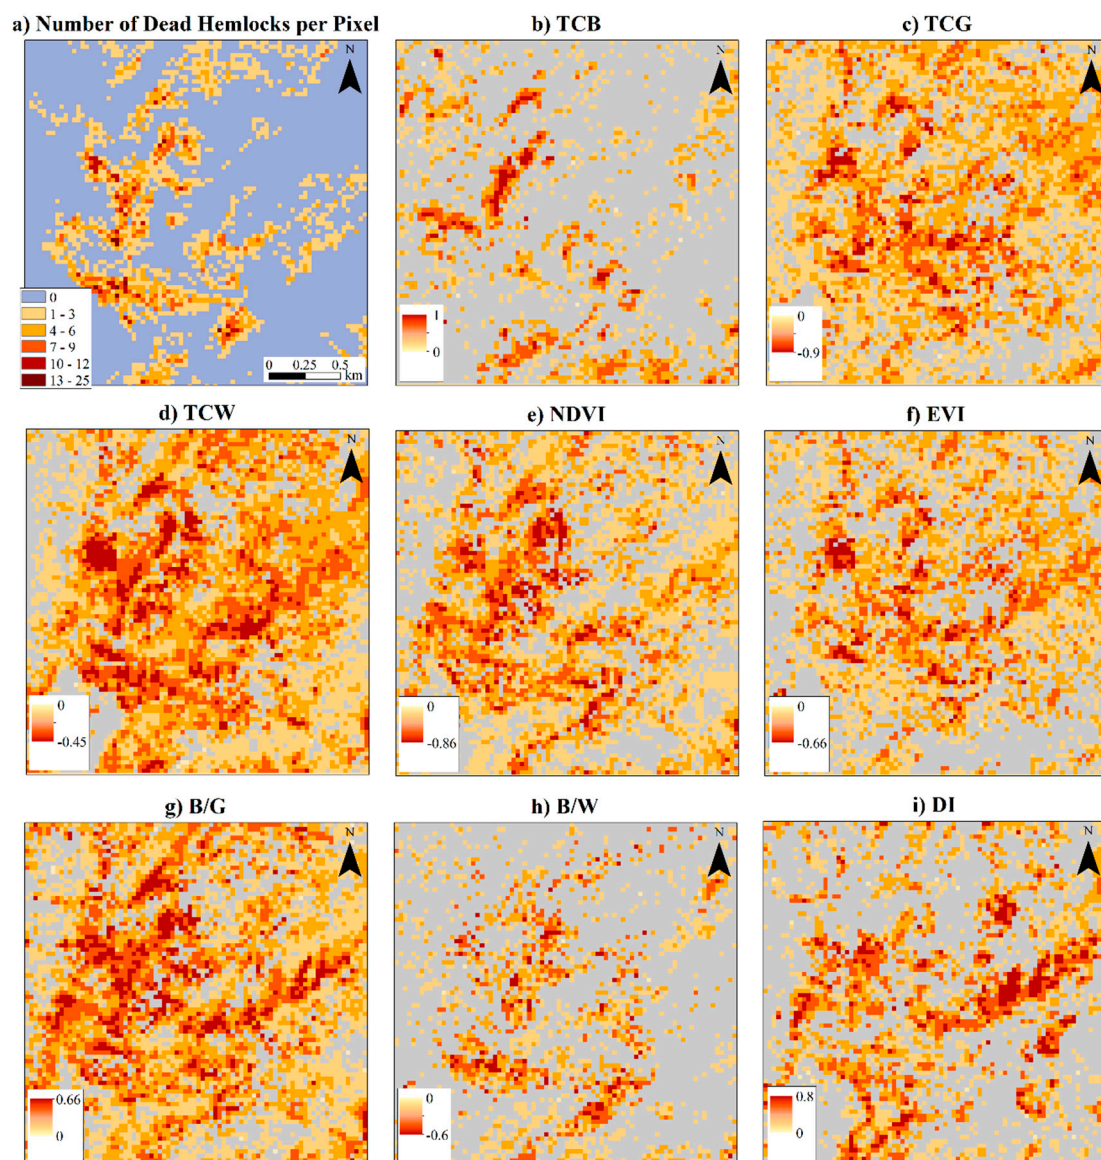 a) Number of Dead Hemlocks per Pixel
b) TCB
c) TCG
N
N
N
0
1 - 3
4 - 6
7 - 9
10 - 12
13 - 25
0 0.25 0.5
km
1
0
0
-0.9
d) TCW
e) NDVI
f) EVI
N
N
N
0
-0.45
0
-0.86
0
-0.66
g) B/G
h) B/W
i) DI
N
N
N
0.66
0
0
-0.6
0.8
0